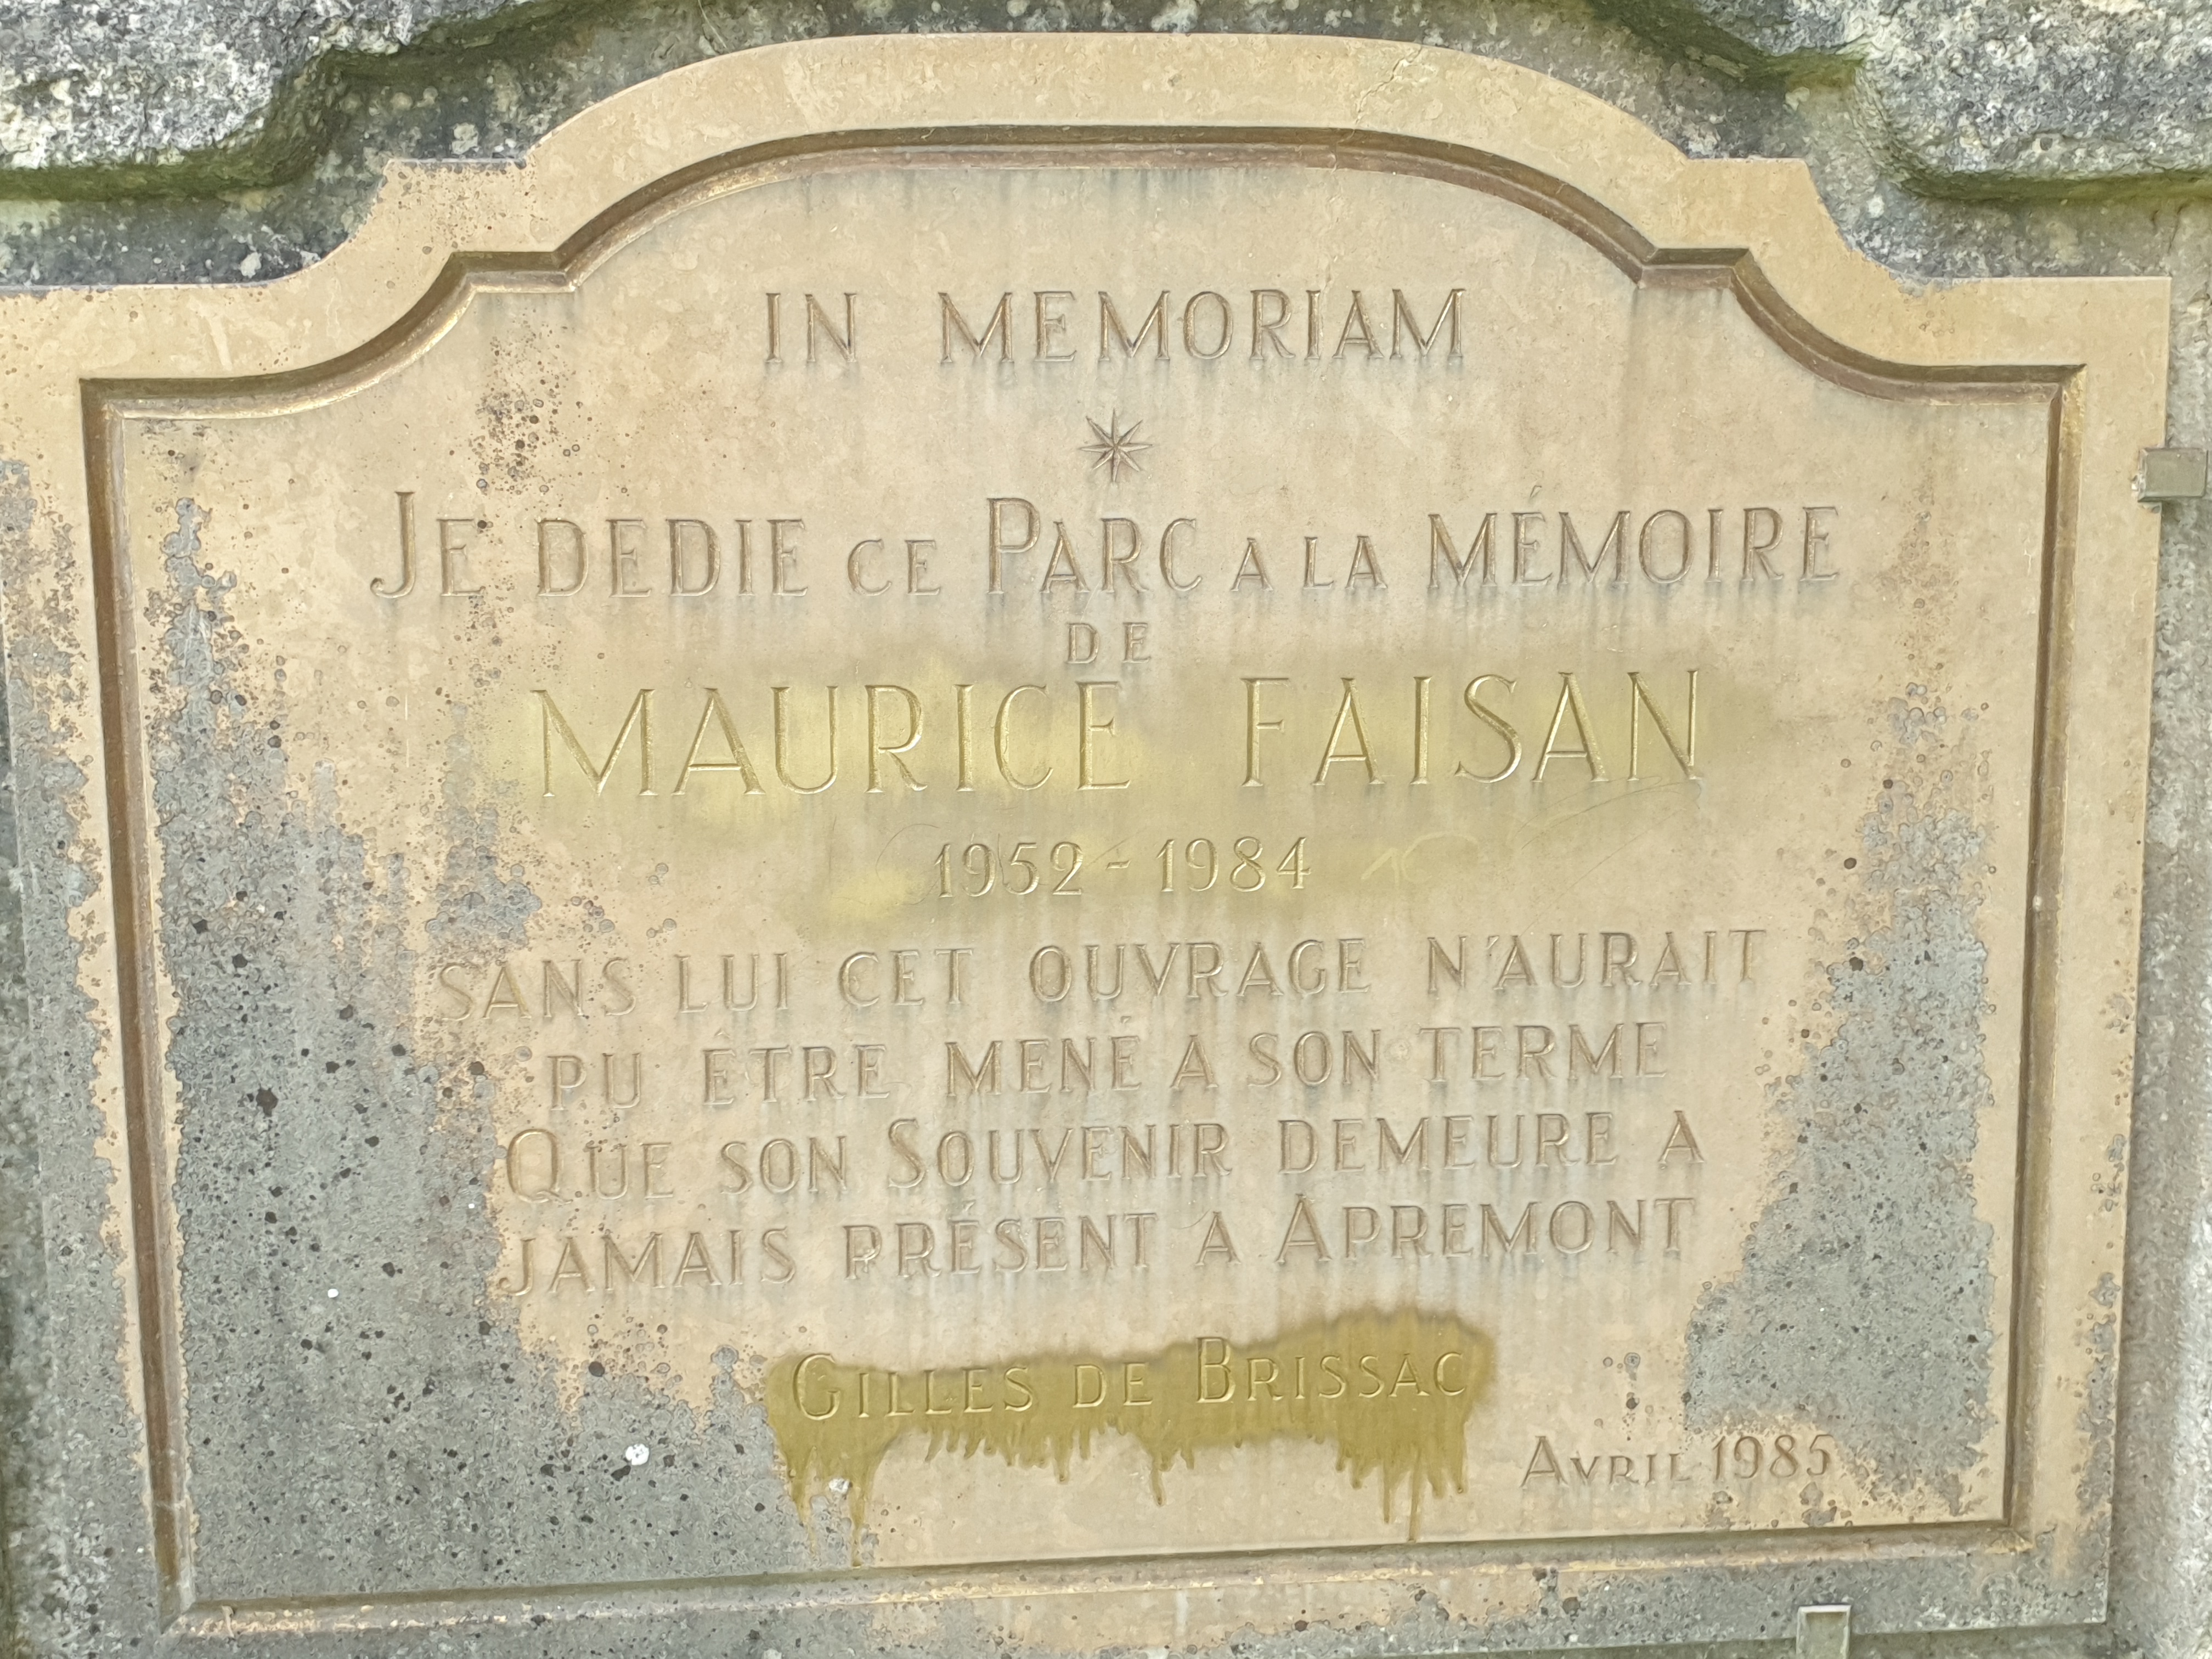 IN MEMORIAM
JE DEDIE CE PARC A LA MÉMOIRE
DE
MAURICE FAISAN
1952 - 1984
SANS LUI CET OUVRAGE N'AURAIT
PU ÊTRE MENÉ A SON TERME
QUE SON SOUVENIR DEMEURE A
JAMAIS PRÉSENT A APREMONT
GILLES DE BRISSAC
AVRIL 1985